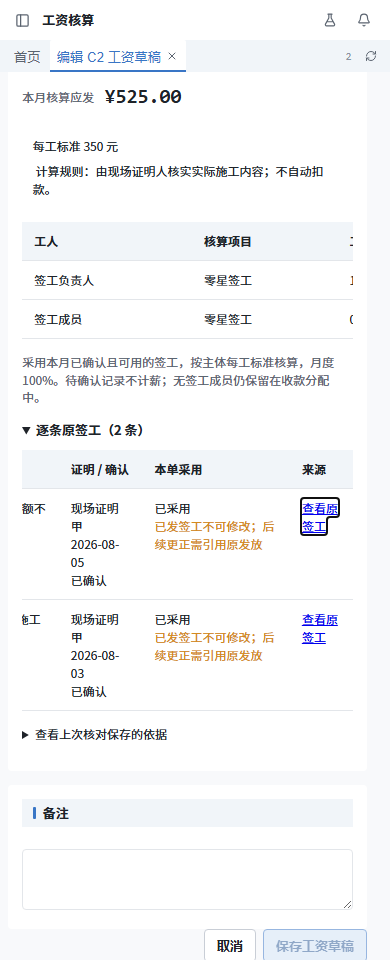 工资核算
首页
编辑 C2 工资草稿 ×
2
本月核算应发 ¥525.00
每工标准 350 元
计算规则：由现场证明人核实实际施工内容；不自动扣
款。
工人 核算项目
签工负责人 零星签工 1
签工成员 零星签工 0
采用本月已确认且可用的签工，按主体每工标准核算，月度
100%。待确认记录不计薪；无签工成员仍保留在收款分配
中。
▼ 逐条原签工（2 条）
证明 / 确认 本单采用 来源
额不 现场证明 已采用 查看原
甲 已发签工不可修改；后 签工
2026-08- 续更正需引用原发放
05
已确认
施工 现场证明 已采用 查看原
甲 已发签工不可修改；后 签工
2026-08- 续更正需引用原发放
03
已确认
▶ 查看上次核对保存的依据
备注
取消 保存工资草稿